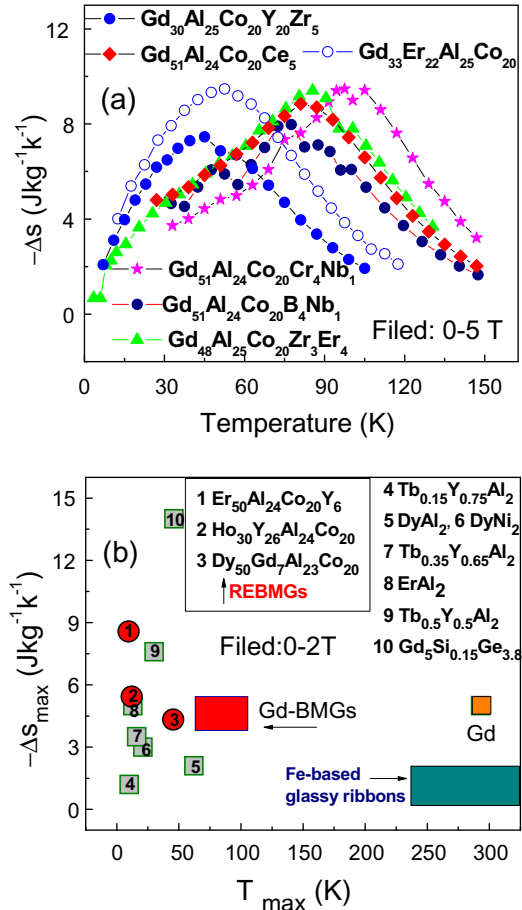 (a)
Gd30Al25Co20Y20Zr5
Gd51Al24Co20Ce5
Gd33Er22Al25Co20
Gd51Al24Co20Cr4Nb1
Gd51Al24Co20B4Nb1
Gd48Al25Co20Zr3Er4
Filed: 0-5 T
−Δs (Jkg-1k-1)
12
8
4
0
0 30 60 90 120 150
Temperature (K)
(b)
1 Er50Al24Co20Y6
2 Ho30Y26Al24Co20
3 Dy50Gd7Al23Co20
REBMGs
4 Tb0.15Y0.75Al2
5 DyAl2, 6 DyNi2
7 Tb0.35Y0.65Al2
8 ErAl2
9 Tb0.5Y0.5Al2
10 Gd5Si0.15Ge3.8
Filed:0-2T
10
1
9
2
8
3
7
6
5
4
Gd-BMGs
Gd
Fe-based
glassy ribbons
−Δsmax (Jkg-1k-1)
15
12
9
6
3
0
0 50 100 150 200 250 300
Tmax (K)